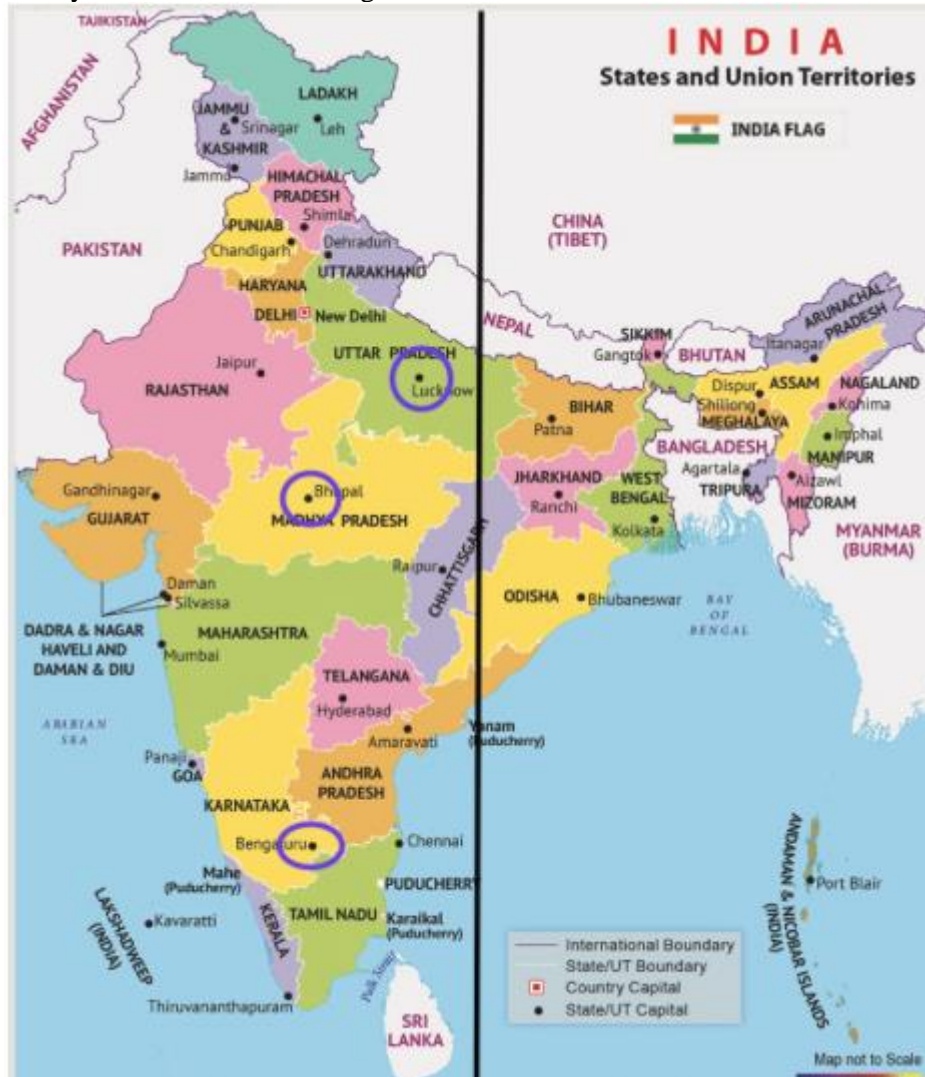 TAJIKISTAN
INDIA
States and Union Territories
INDIA FLAG
AFGHANISTAN
LADAKH
Leh
JAMMU
&
KASHMIR
Srinagar
Jammu
HIMACHAL
PRADESH
Shimla
PUNJAB
Chandigarh
Dehradun
UTTARAKHAND
PAKISTAN
CHINA
(TIBET)
HARYANA
DELHI
New Delhi
NEPAL
SIKKIM
Gangtok
BHUTAN
ARUNACHAL
PRADESH
Itanagar
UTTAR PRADESH
Lucknow
Jaipur
RAJASTHAN
BIHAR
Patna
Dispur
ASSAM
NAGALAND
Shillong
MEGHALAYA
Kohima
Imphal
MANIPUR
BANGLADESH
Agartala
TRIPURA
Aizawl
MIZORAM
MYANMAR
(BURMA)
Gandhinagar
GUJARAT
Bhopal
MADHYA PRADESH
JHARKHAND
Ranchi
WEST
BENGAL
Kolkata
CHHATTISGARH
Raipur
Daman
Silvassa
DADRA & NAGAR
HAVELI AND
DAMAN & DIU
MAHARASHTRA
Mumbai
ODISHA
Bhubaneswar
BAY
OF
BENGAL
TELANGANA
Hyderabad
ARABIAN
SEA
Amaravati
Yanam
(Puducherry)
Panaji
GOA
KARNATAKA
ANDHRA
PRADESH
Bengaluru
Chennai
Mahe
(Puducherry)
PUDUCHERRY
LAKSHADWEEP
(INDIA)
Kavaratti
KERALA
TAMIL NADU
Karaikal
(Puducherry)
Palk Strait
Thiruvananthapuram
SRI
LANKA
ANDAMAN & NICOBAR ISLANDS
(INDIA)
Port Blair
International Boundary
State/UT Boundary
Country Capital
State/UT Capital
Map not to Scale